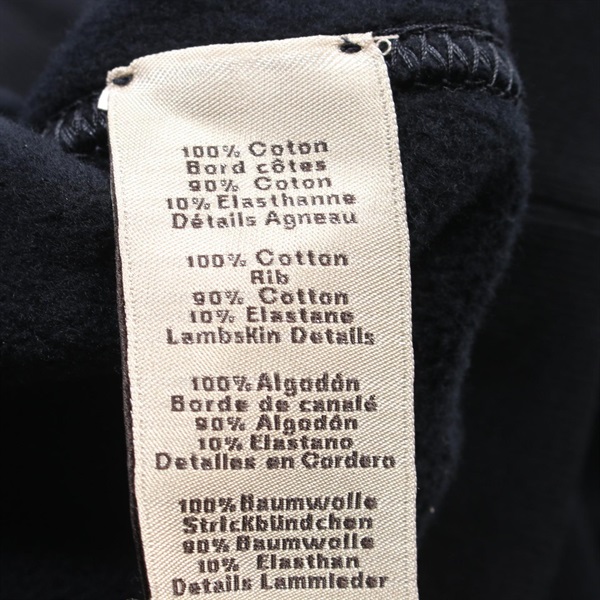 100% Coton
Bord côtes
90% Coton
10% Elasthanne
Détails Agneau
100% Cotton
Rib
90% Cotton
10% Elastane
Lambskin Details
100% Algodón
Borde de canalé
90% Algodón
10% Elastano
Detalles en Cordero
100% Baumwolle
Strickbündchen
90% Baumwolle
10% Elasthan
Details Lammleder